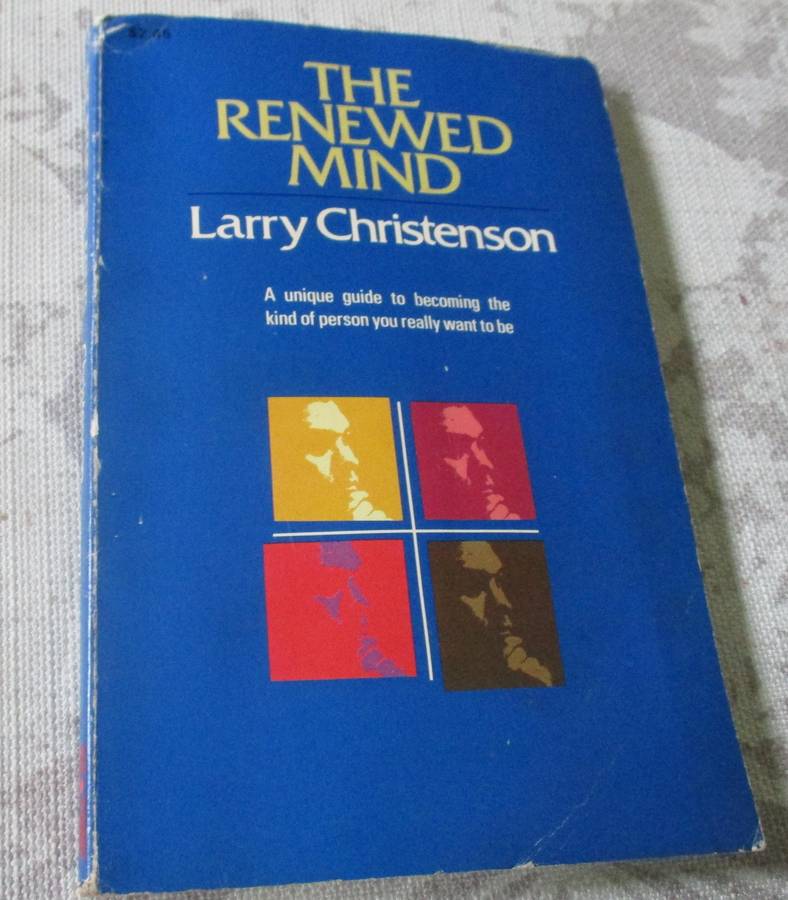 THE
RENEWED
MIND
Larry Christenson
A unique guide to becoming the
kind of person you really want to be